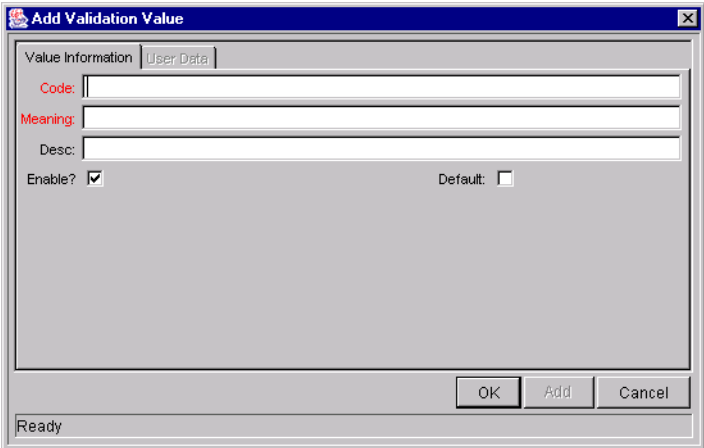 Add Validation Value
Value Information User Data
Code:
Meaning:
Desc:
Enable? Default:
OK Add Cancel
Ready